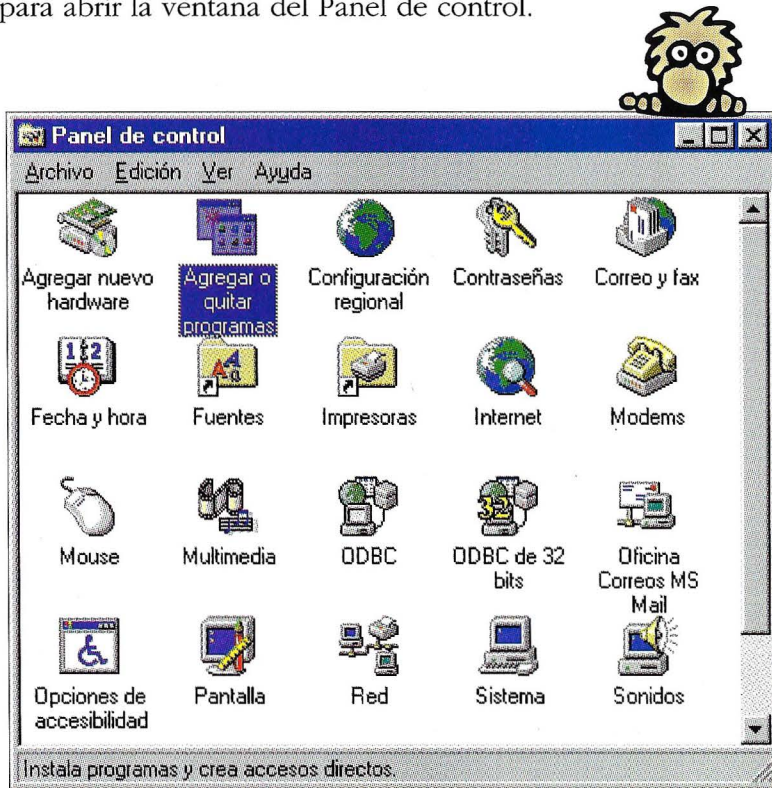 para abrir la ventana del Panel de control.
Panel de control
Archivo Edición Ver Ayuda
Agregar nuevo
hardware
Agregar o
quitar
programas
Configuración
regional
Contraseñas
Correo y fax
12
Fecha y hora
Fuentes
Impresoras
Internet
Modems
32
Mouse
Multimedia
ODBC
ODBC de 32
bits
Oficina
Correos MS
Mail
Opciones de
accesibilidad
Pantalla
Red
Sistema
Sonidos
Instala programas y crea accesos directos.